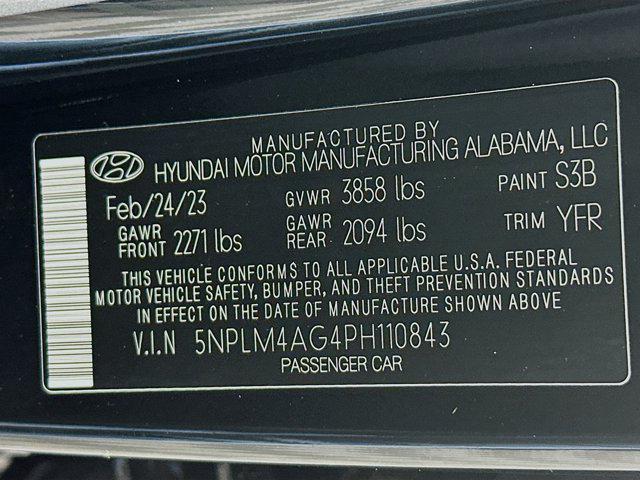 MANUFACTURED BY
HYUNDAI MOTOR MANUFACTURING ALABAMA, LLC
Feb/24/23 GVWR 3858 lbs PAINT S3B
GAWR FRONT 2271 lbs GAWR REAR 2094 lbs TRIM YFR
THIS VEHICLE CONFORMS TO ALL APPLICABLE U.S.A. FEDERAL
MOTOR VEHICLE SAFETY, BUMPER, AND THEFT PREVENTION STANDARDS
IN EFFECT ON THE DATE OF MANUFACTURE SHOWN ABOVE
V.I.N 5NPLM4AG4PH110843
PASSENGER CAR